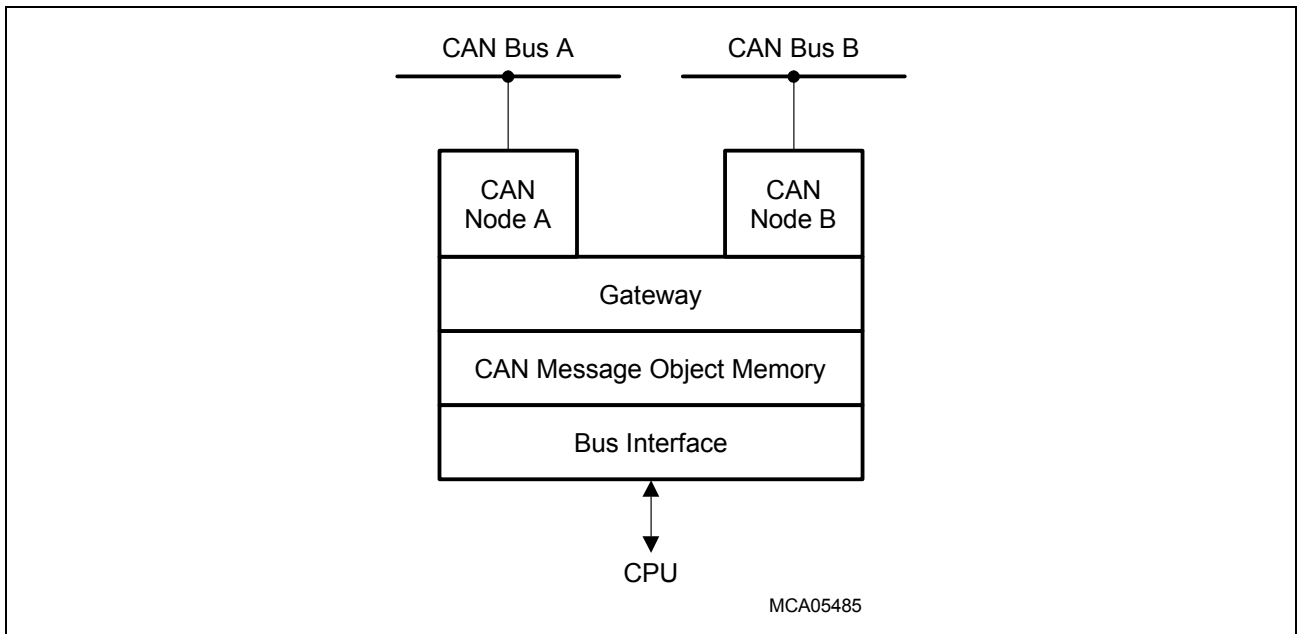 CAN Bus A
CAN Bus B
CAN
Node A
CAN
Node B
Gateway
CAN Message Object Memory
Bus Interface
CPU
MCA05485